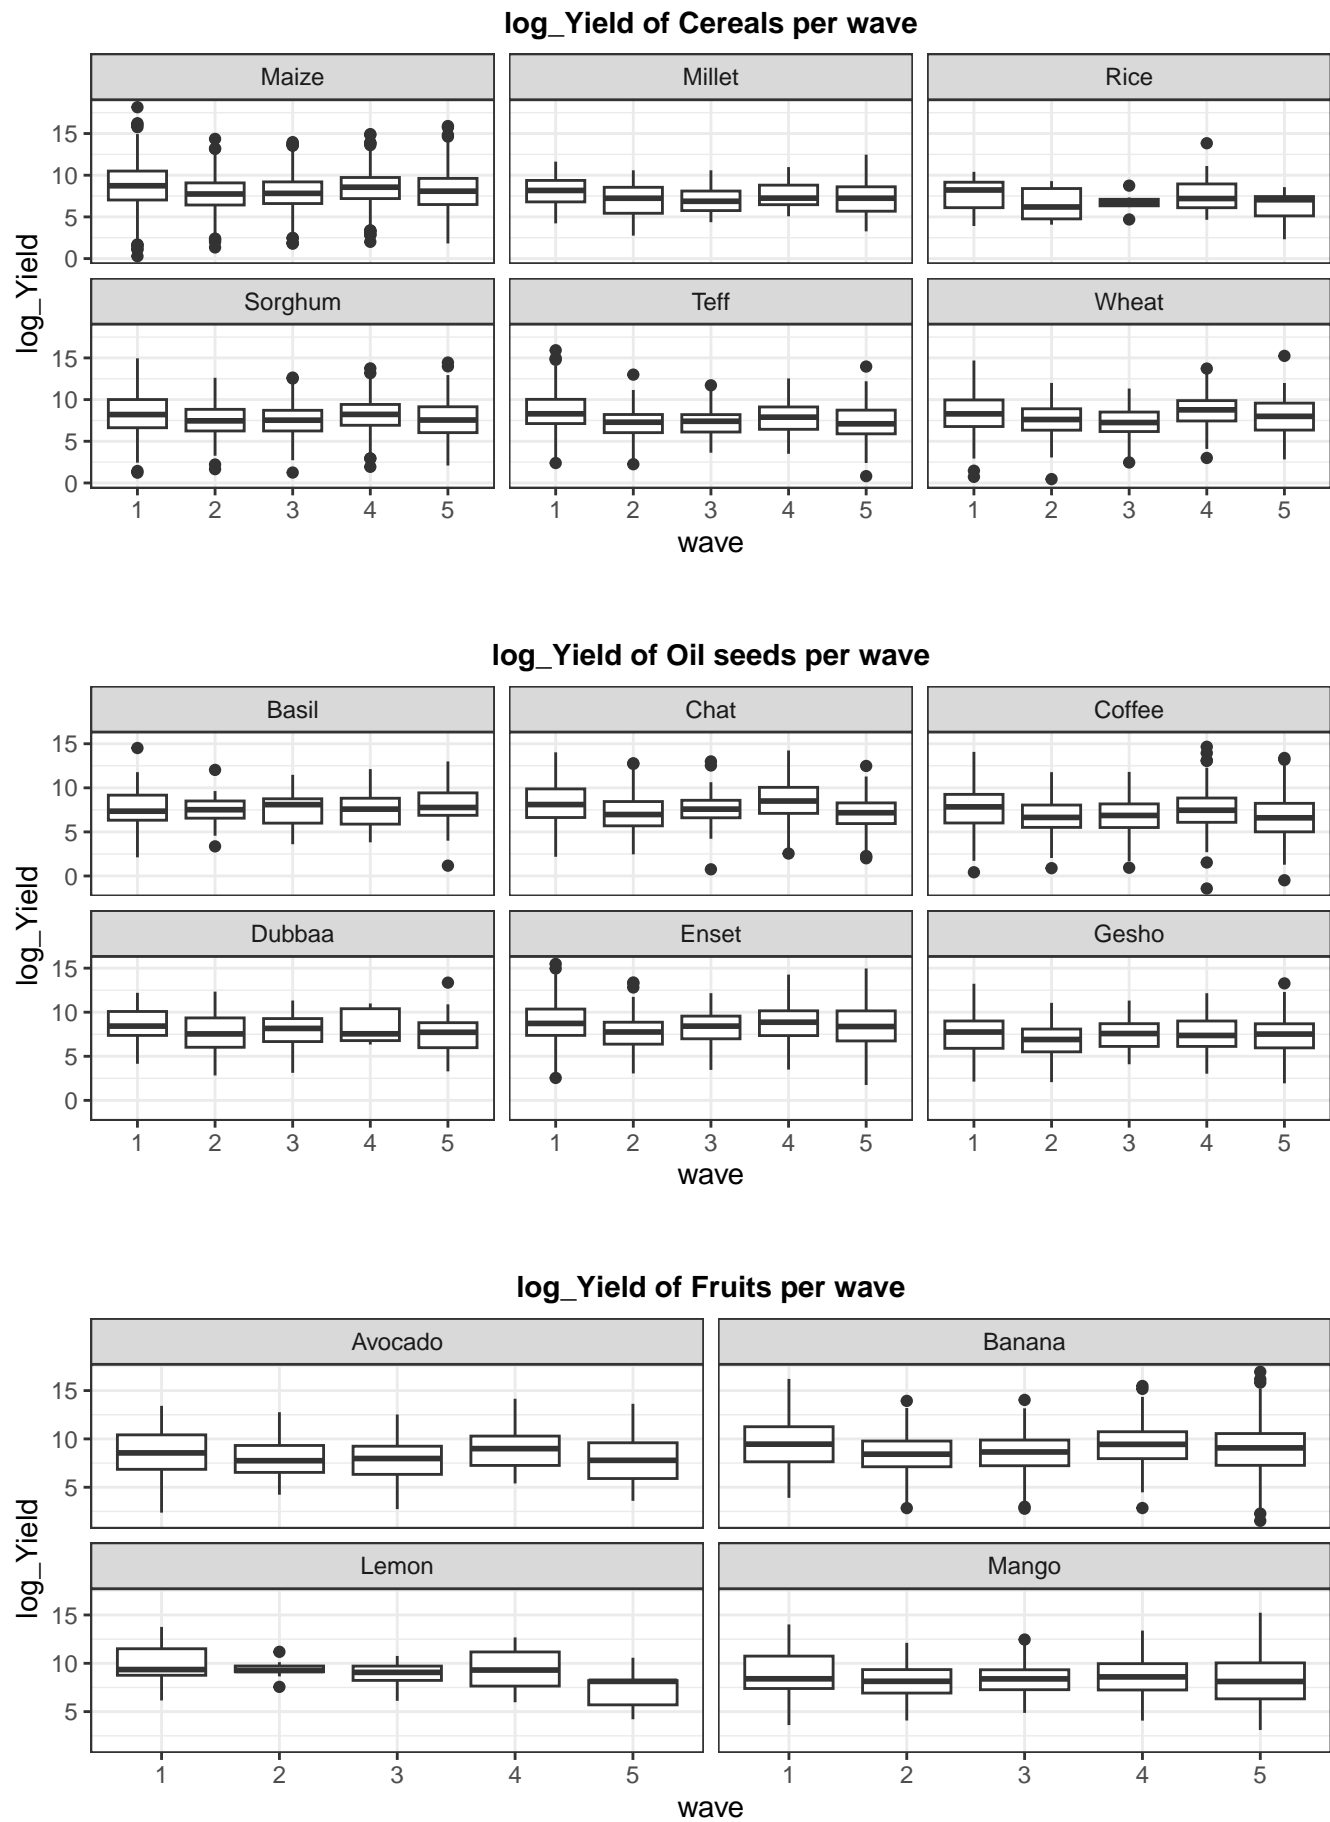 log_Yield of Cereals per wave
Maize Millet Rice
15
10
5
0
Sorghum Teff Wheat
15
10
5
0
log_Yield
1 2 3 4 5 1 2 3 4 5 1 2 3 4 5
wave
log_Yield of Oil seeds per wave
Basil Chat Coffee
15
10
5
0
Dubbaa Enset Gesho
15
10
5
0
log_Yield
1 2 3 4 5 1 2 3 4 5 1 2 3 4 5
wave
log_Yield of Fruits per wave
Avocado Banana
15
10
5
Lemon Mango
15
10
5
log_Yield
1 2 3 4 5 1 2 3 4 5
wave